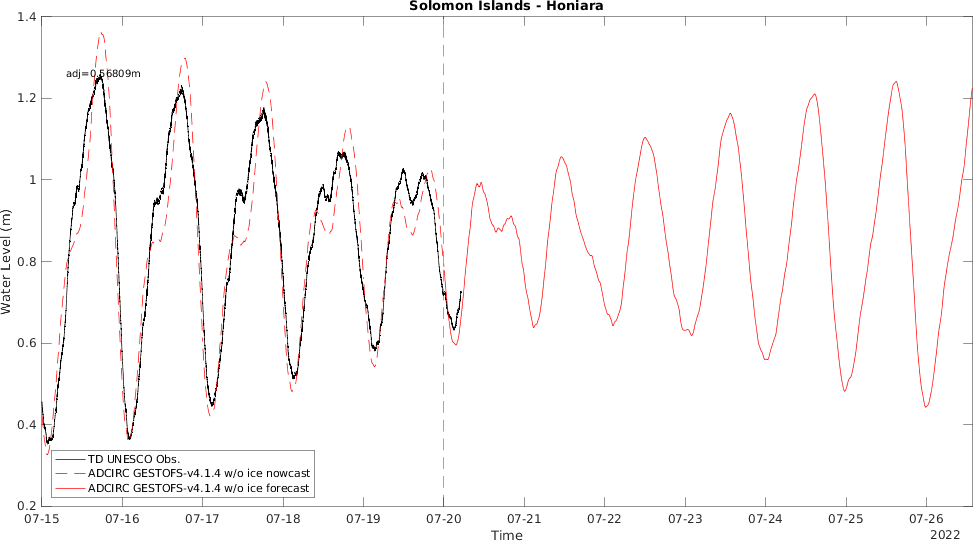 Solomon Islands - Honiara
1.4
adj=0.56809m
1.2
1
0.8
0.6
0.4
0.2
Water Level (m)
TD UNESCO Obs.
ADCIRC GESTOFS-v4.1.4 w/o ice nowcast
ADCIRC GESTOFS-v4.1.4 w/o ice forecast
07-15 07-16 07-17 07-18 07-19 07-20 07-21 07-22 07-23 07-24 07-25 07-26
Time
2022